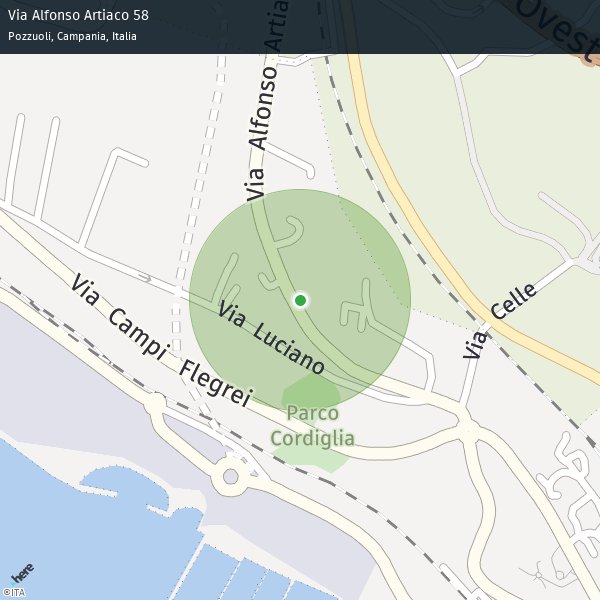 Via Alfonso Artiaco 58
Pozzuoli, Campania, Italia
Ovest
Via Alfonso Artia
Via Celle
Via Luciano
Via Campi Flegrei
Parco
Cordiglia
here
©ITA